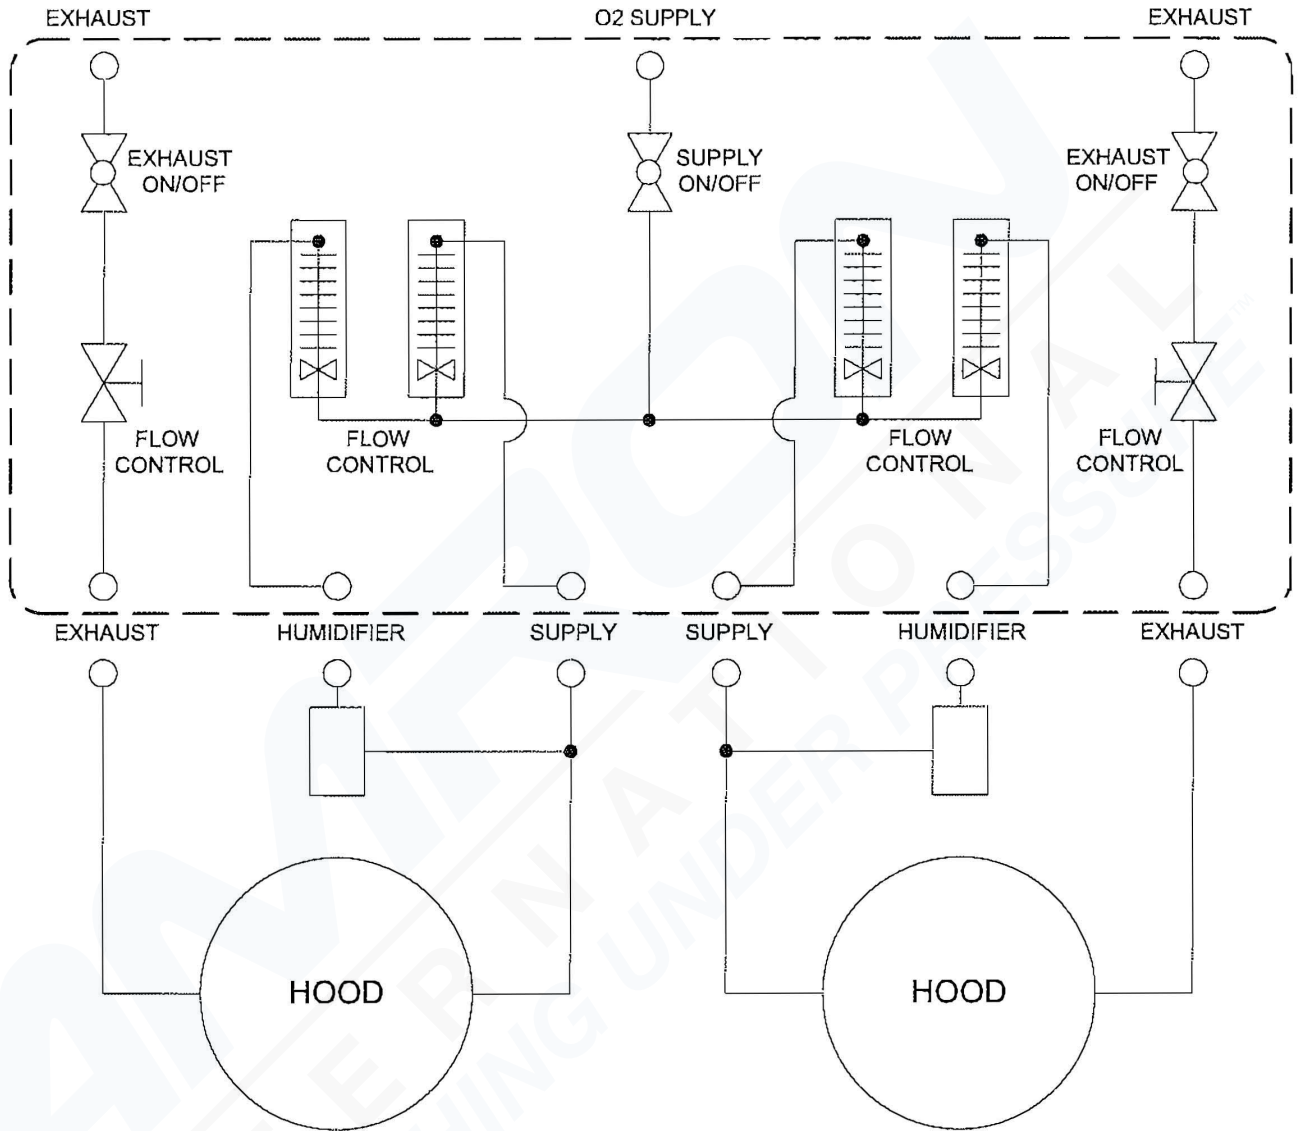 EXHAUST
O2 SUPPLY
EXHAUST
EXHAUST
ON/OFF
SUPPLY
ON/OFF
EXHAUST
ON/OFF
FLOW
CONTROL
FLOW
CONTROL
FLOW
CONTROL
FLOW
CONTROL
EXHAUST
HUMIDIFIER
SUPPLY
SUPPLY
HUMIDIFIER
EXHAUST
HOOD
HOOD